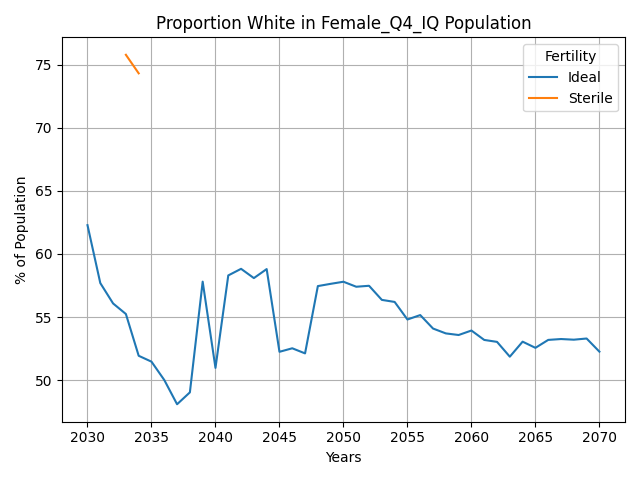 Proportion White in Female_Q4_IQ Population
Fertility
Ideal
Sterile
% of Population
75
70
65
60
55
50
2030 2035 2040 2045 2050 2055 2060 2065 2070
Years